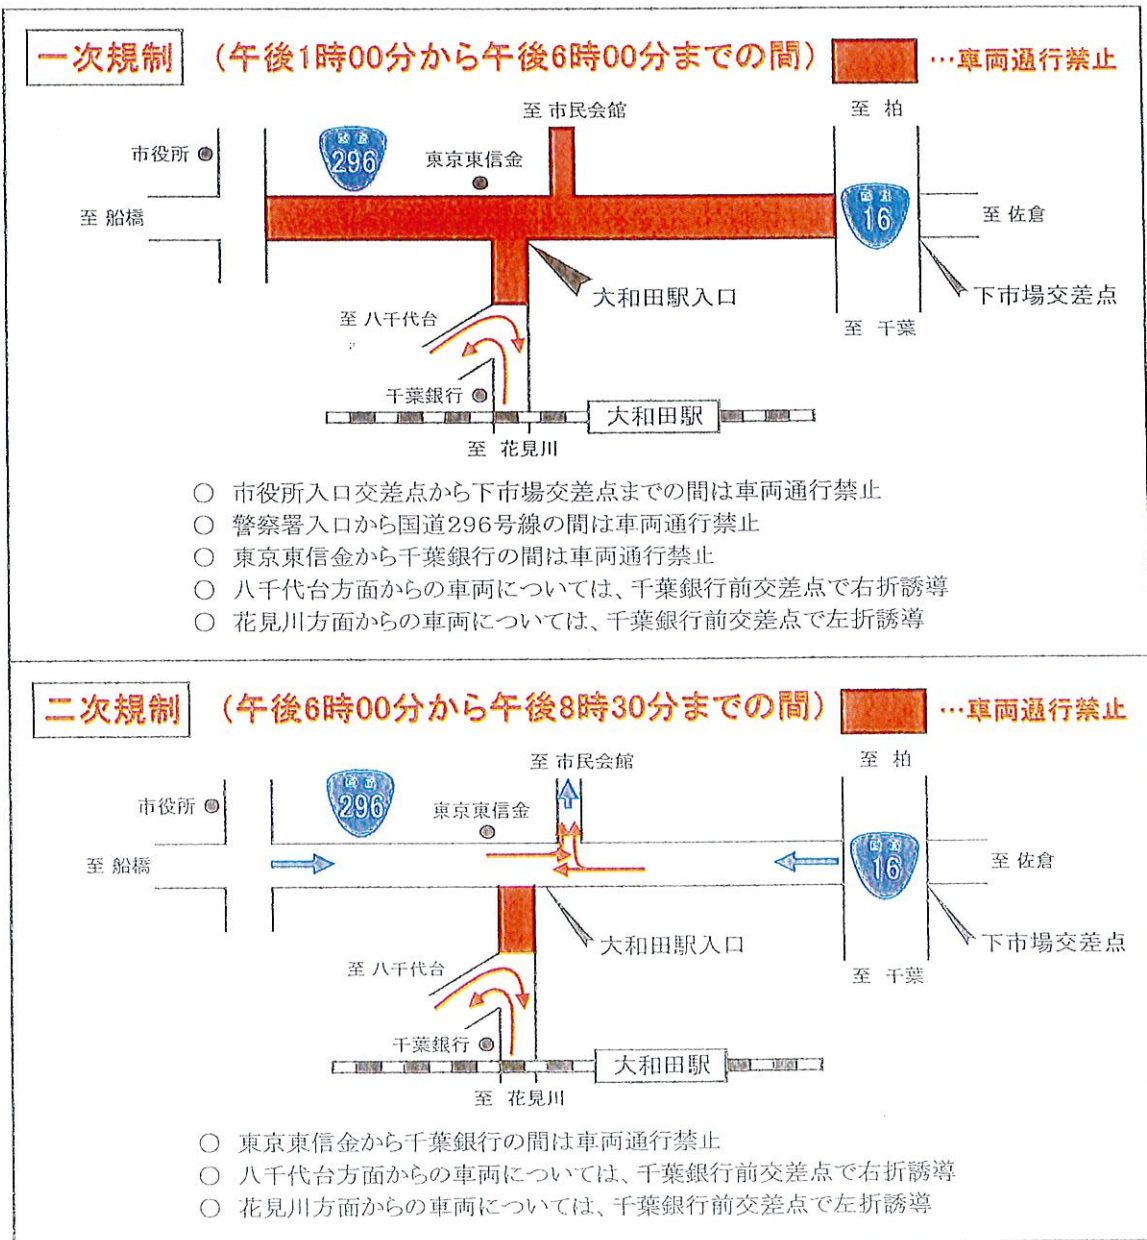 一次規制 (午後1時00分から午後6時00分までの間) …車両通行禁止
至 市民会館
至 柏
市役所
国道
296
東京東信金
至 船橋
国道
16
至 佐倉
大和田駅入口
下市場交差点
至 八千代台
至 千葉
千葉銀行
大和田駅
至 花見川
○ 市役所入口交差点から下市場交差点までの間は車両通行禁止
○ 警察署入口から国道296号線の間は車両通行禁止
○ 東京東信金から千葉銀行の間は車両通行禁止
○ 八千代台方面からの車両については、千葉銀行前交差点で右折誘導
○ 花見川方面からの車両については、千葉銀行前交差点で左折誘導
二次規制 (午後6時00分から午後8時30分までの間) …車両通行禁止
至 市民会館
至 柏
市役所
国道
296
東京東信金
至 船橋
国道
16
至 佐倉
大和田駅入口
下市場交差点
至 八千代台
至 千葉
千葉銀行
大和田駅
至 花見川
○ 東京東信金から千葉銀行の間は車両通行禁止
○ 八千代台方面からの車両については、千葉銀行前交差点で右折誘導
○ 花見川方面からの車両については、千葉銀行前交差点で左折誘導